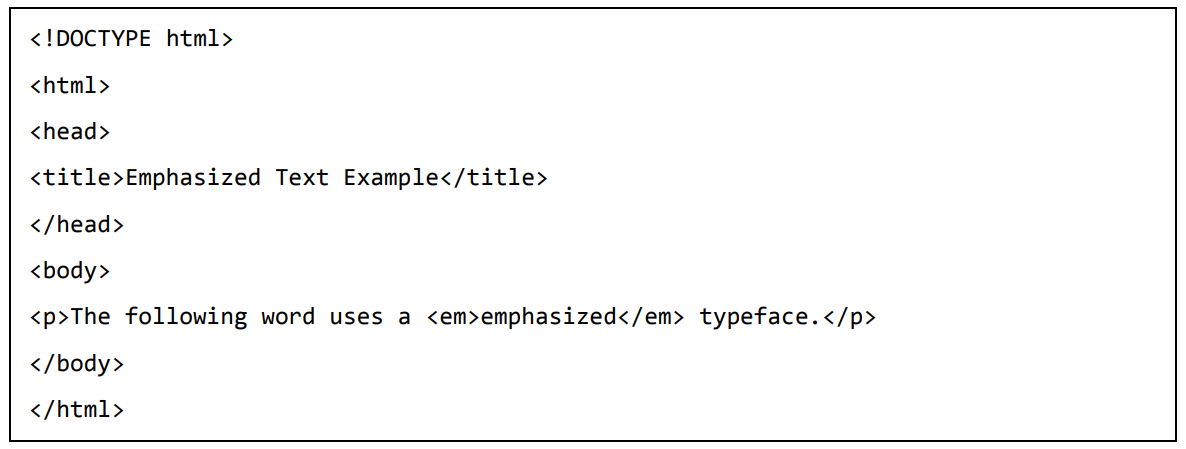 <!DOCTYPE html>
<html>
<head>
<title>Emphasized Text Example</title>
</head>
<body>
<p>The following word uses a <em>emphasized</em> typeface.</p>
</body>
</html>